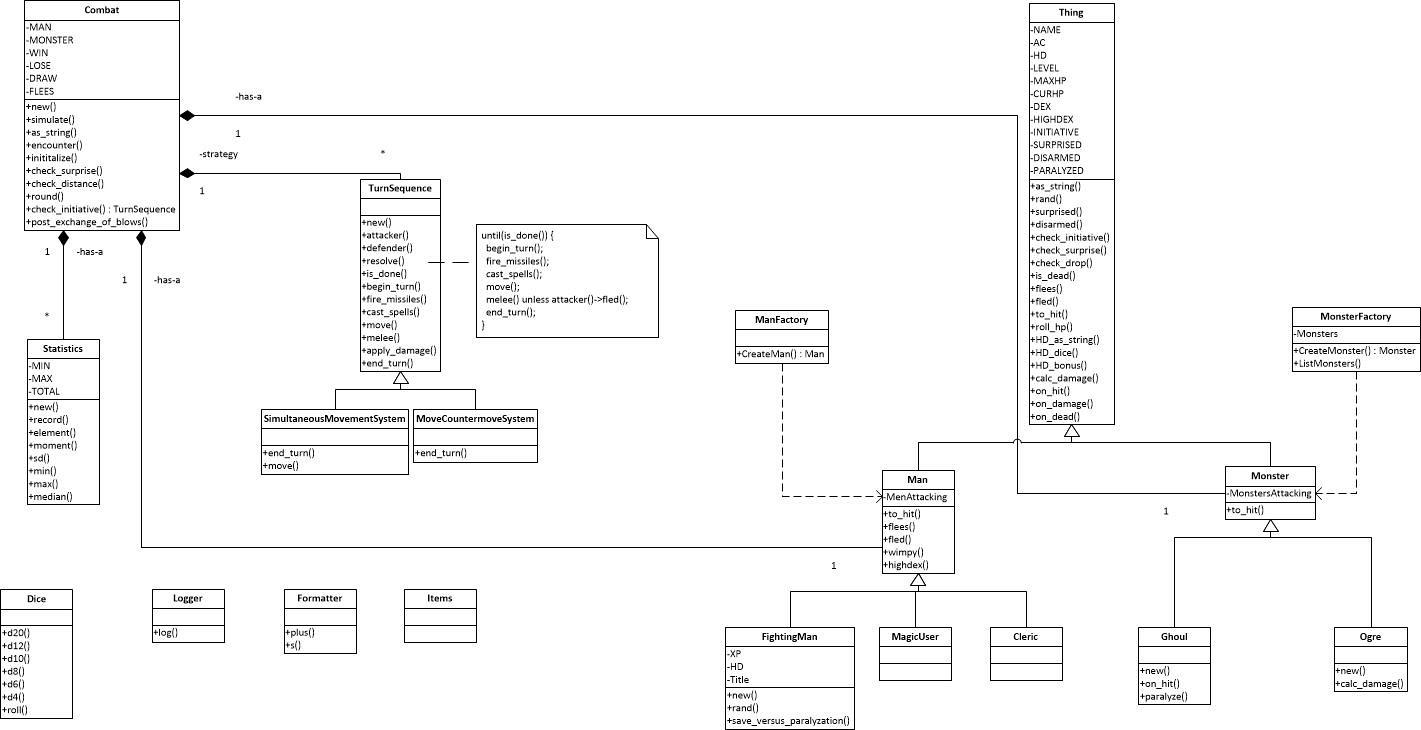 Combat
-MAN
-MONSTER
-WIN
-LOSE
-DRAW
-FLEES
+new()
+simulate()
+as_string()
+encounter()
+inititalize()
+check_surprise()
+check_distance()
+round()
+check_initiative() : TurnSequence
+post_exchange_of_blows()
-has-a
1
-strategy
*
1
1
-has-a
*
1
-has-a
1
1
Statistics
-MIN
-MAX
-TOTAL
+new()
+record()
+element()
+moment()
+sd()
+min()
+max()
+median()
TurnSequence
+new()
+attacker()
+defender()
+resolve()
+is_done()
+begin_turn()
+fire_missiles()
+cast_spells()
+move()
+melee()
+apply_damage()
+end_turn()
until(is_done()) {
begin_turn();
fire_missiles();
cast_spells();
move();
melee() unless attacker()->fled();
end_turn();
}
SimultaneousMovementSystem
+end_turn()
+move()
MoveCountermoveSystem
+end_turn()
Thing
-NAME
-AC
-HD
-LEVEL
-MAXHP
-CURHP
-DEX
-HIGHDEX
-INITIATIVE
-SURPRISED
-DISARMED
-PARALYZED
+as_string()
+rand()
+surprised()
+disarmed()
+check_initiative()
+check_surprise()
+check_drop()
+is_dead()
+flees()
+fled()
+to_hit()
+roll_hp()
+HD_as_string()
+HD_dice()
+HD_bonus()
+calc_damage()
+on_hit()
+on_damage()
+on_dead()
ManFactory
+CreateMan() : Man
MonsterFactory
-Monsters
+CreateMonster() : Monster
+ListMonsters()
Man
-MenAttacking
+to_hit()
+flees()
+fled()
+wimpy()
+highdex()
Monster
-MonstersAttacking
+to_hit()
Dice
+d20()
+d12()
+d10()
+d8()
+d6()
+d4()
+roll()
Logger
+log()
Formatter
+plus()
+s()
Items
FightingMan
-XP
-HD
-Title
+new()
+rand()
+save_versus_paralyzation()
MagicUser
Cleric
Ghoul
+new()
+on_hit()
+paralyze()
Ogre
+new()
+calc_damage()